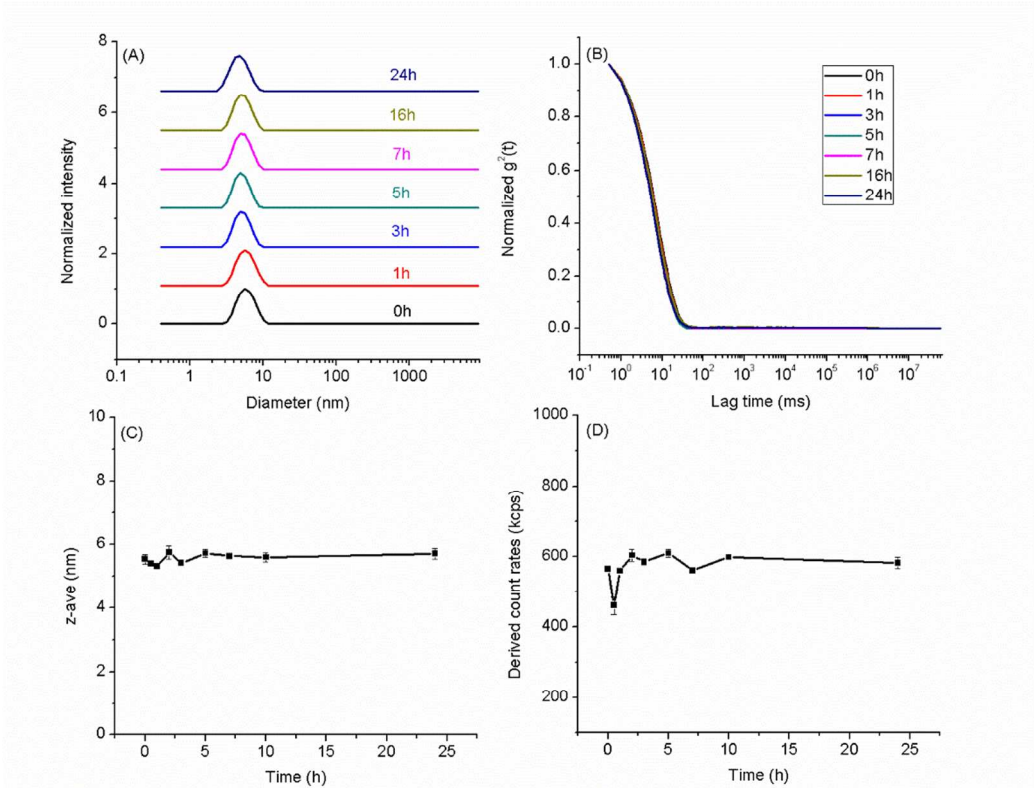 (A)
8
6
4
2
0
Normalized intensity
24h
16h
7h
5h
3h
1h
0h
0.1
1
10
100
1000
Diameter (nm)
(B)
1.0
0.8
0.6
0.4
0.2
0.0
Normalized g²(t)
0h
1h
3h
5h
7h
16h
24h
10⁻¹ 10⁰ 10¹ 10² 10³ 10⁴ 10⁵ 10⁶ 10⁷
Lag time (ms)
(C)
10
8
6
4
2
0
z-ave (nm)
0 5 10 15 20 25
Time (h)
(D)
1000
800
600
400
200
Derived count rates (kcps)
0 5 10 15 20 25
Time (h)